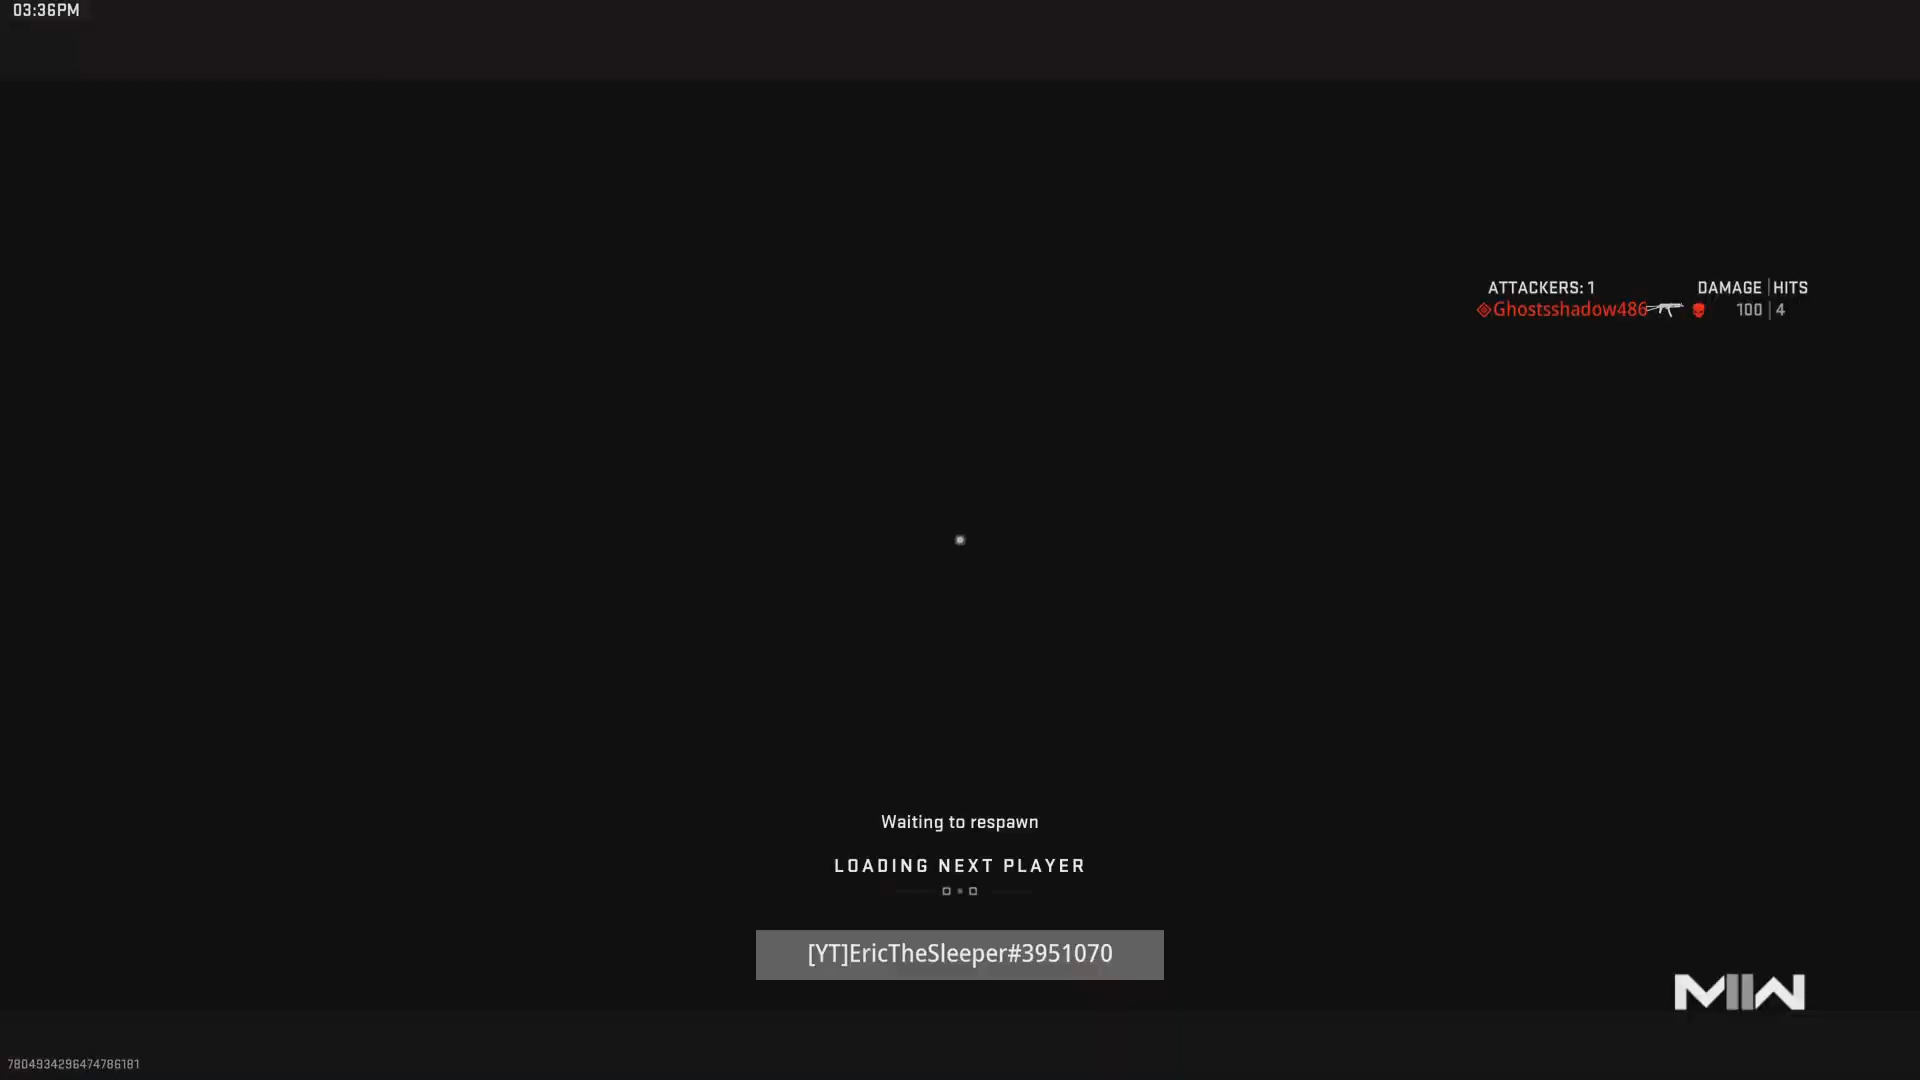 03:36PM
ATTACKERS: 1 DAMAGE | HITS
Ghostsshadow486 100 | 4
Waiting to respawn
LOADING NEXT PLAYER
[YT]EricTheSleeper#3951070
MIIW
7804934296474786181